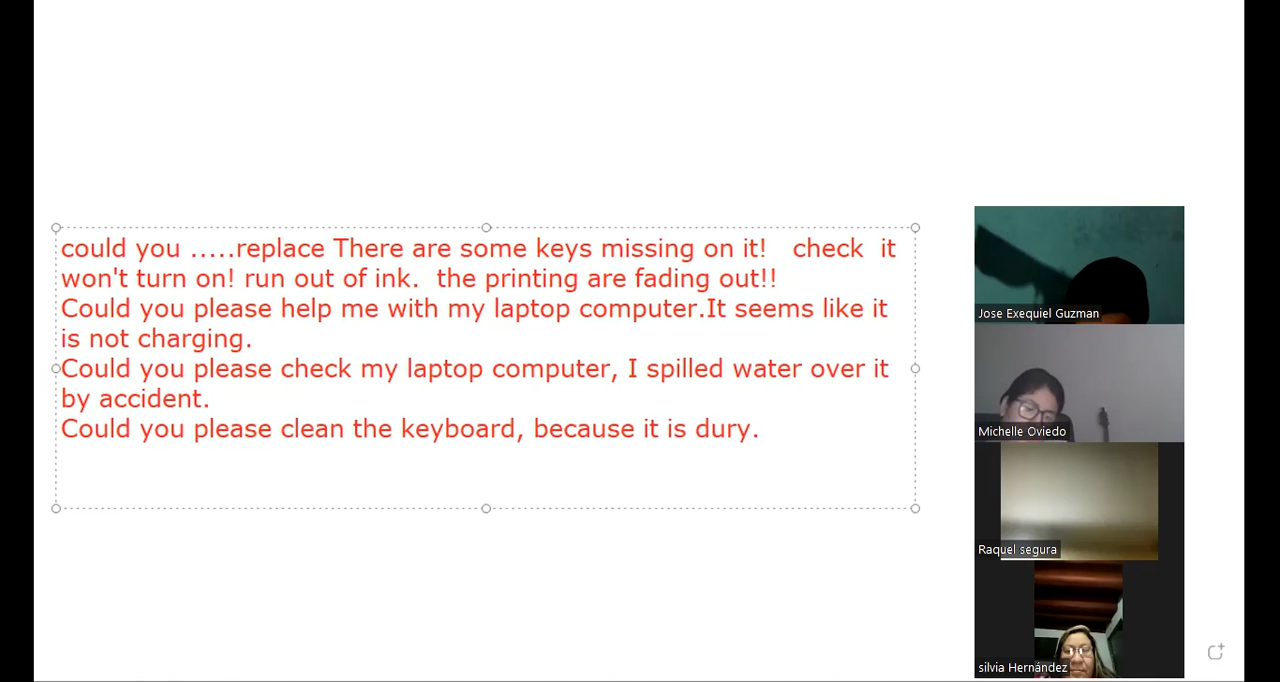 could you .....replace There are some keys missing on it!   check  it
won't turn on! run out of ink.  the printing are fading out!!
Could you please help me with my laptop computer.It seems like it
is not charging.
Could you please check my laptop computer, I spilled water over it
by accident.
Could you please clean the keyboard, because it is dury.
Jose Exequiel Guzman
Michelle Oviedo
Raquel segura
silvia Hernández